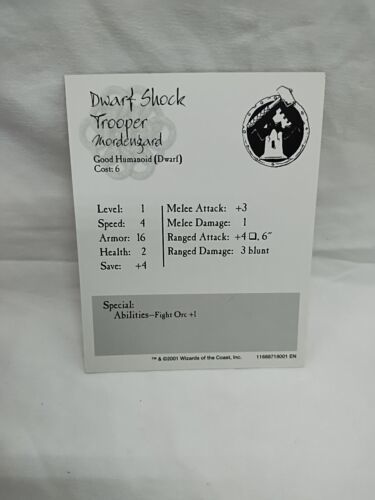 Dwarf Shock
Trooper
Mordengard
Good Humanoid (Dwarf)
Cost: 6
Level: 1
Speed: 4
Armor: 16
Health: 2
Save: +4
Melee Attack: +3
Melee Damage: 1
Ranged Attack: +4 ❑, 6"
Ranged Damage: 3 blunt
Special:
Abilities—Fight Orc +1
™ & ©2001 Wizards of the Coast, Inc. 11688718001 EN